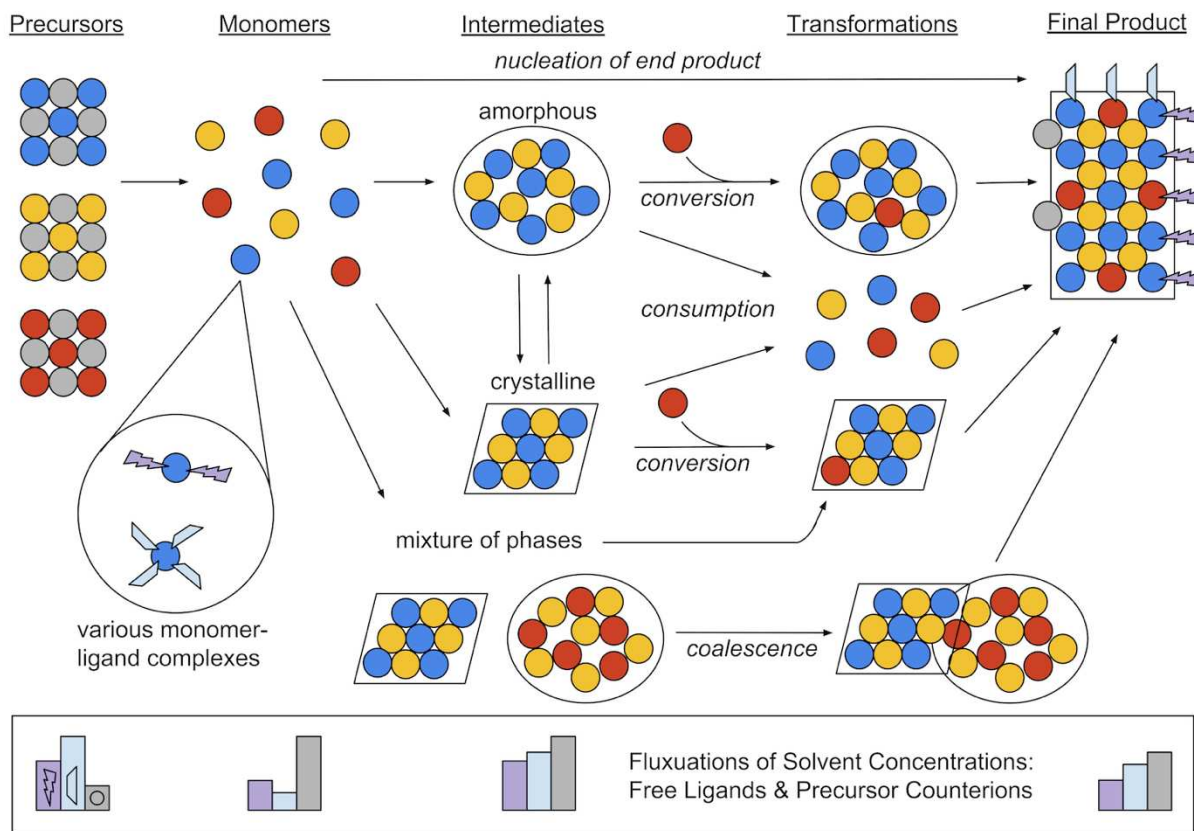 Precursors
Monomers
Intermediates
Transformations
Final Product
nucleation of end product
amorphous
conversion
consumption
crystalline
conversion
mixture of phases
coalescence
various monomer-
ligand complexes
Fluxuations of Solvent Concentrations:
Free Ligands & Precursor Counterions